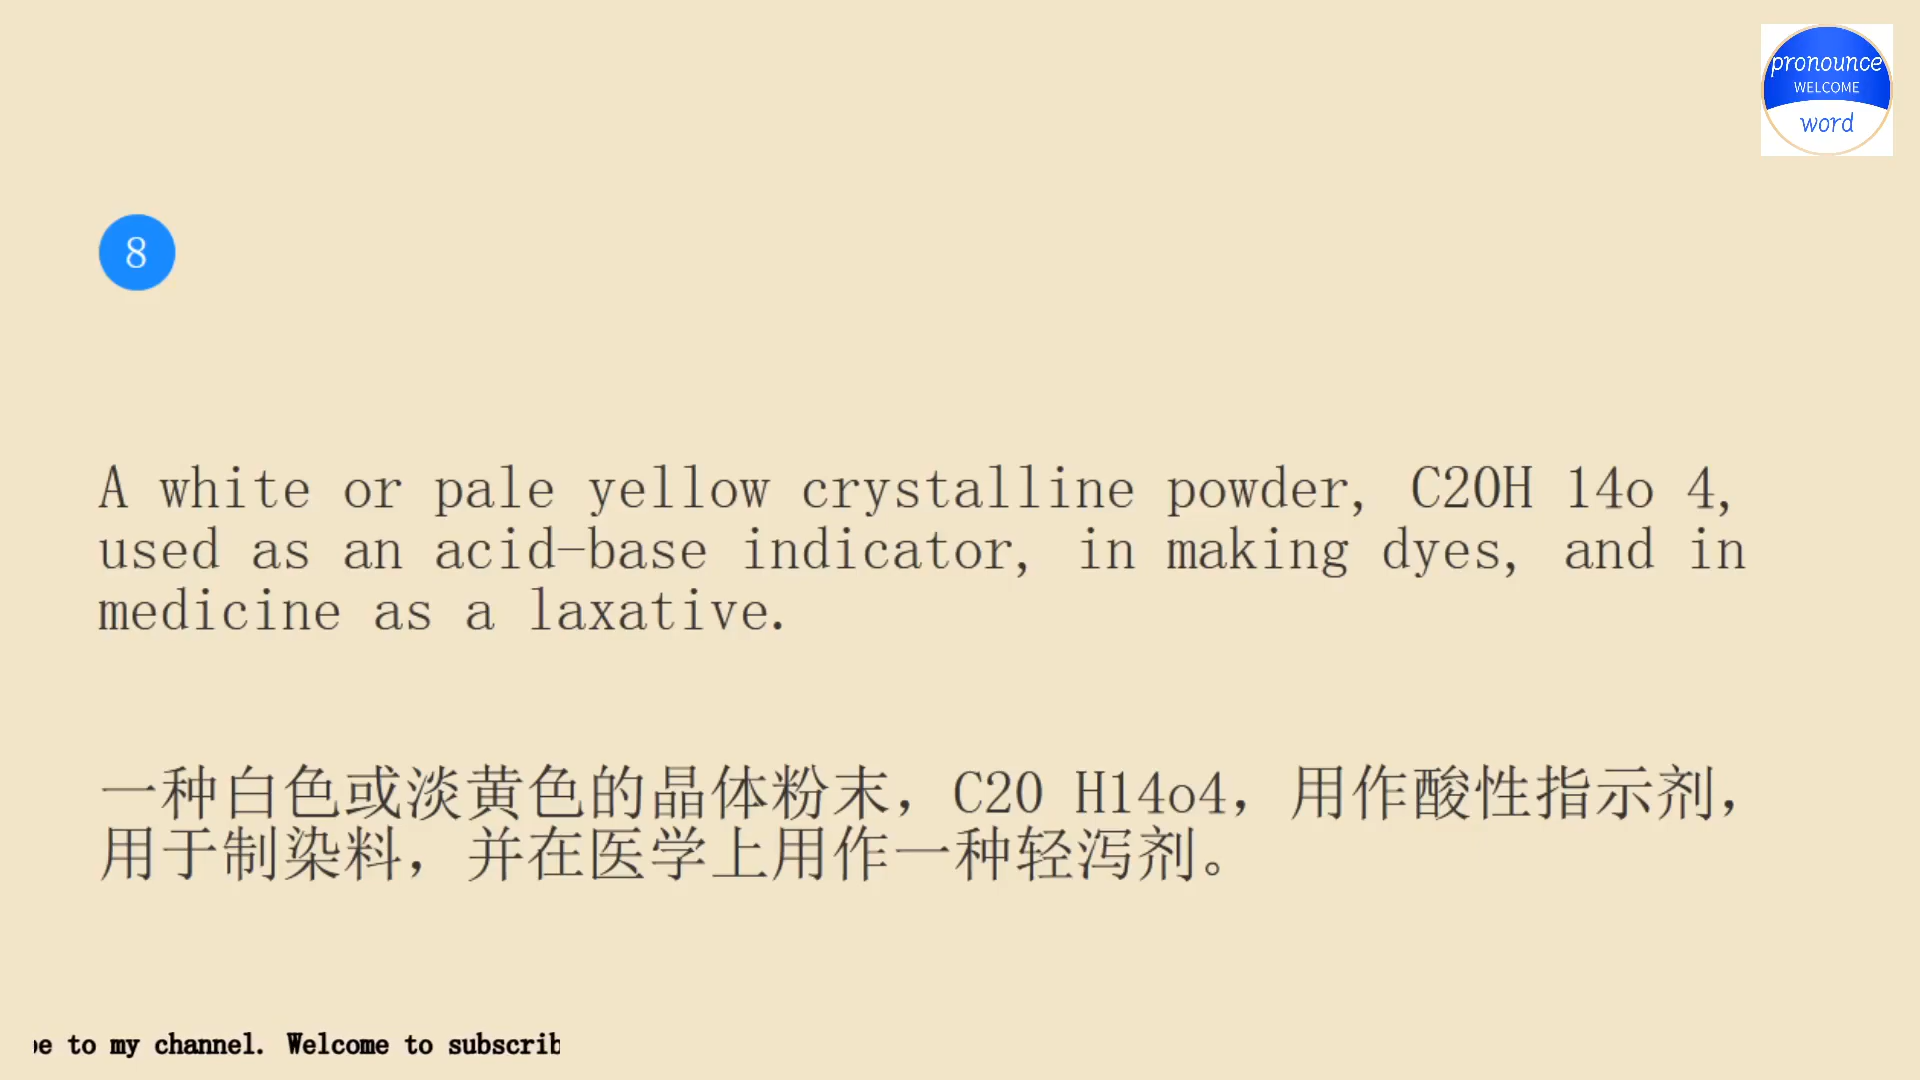 pronounce
WELCOME
word
8
A white or pale yellow crystalline powder, C20H 14o 4,
used as an acid-base indicator, in making dyes, and in
medicine as a laxative.
一种白色或淡黄色的晶体粉末，C20 H14o4，用作酸性指示剂，
用于制染料，并在医学上用作一种轻泻剂。
to my channel. Welcome to